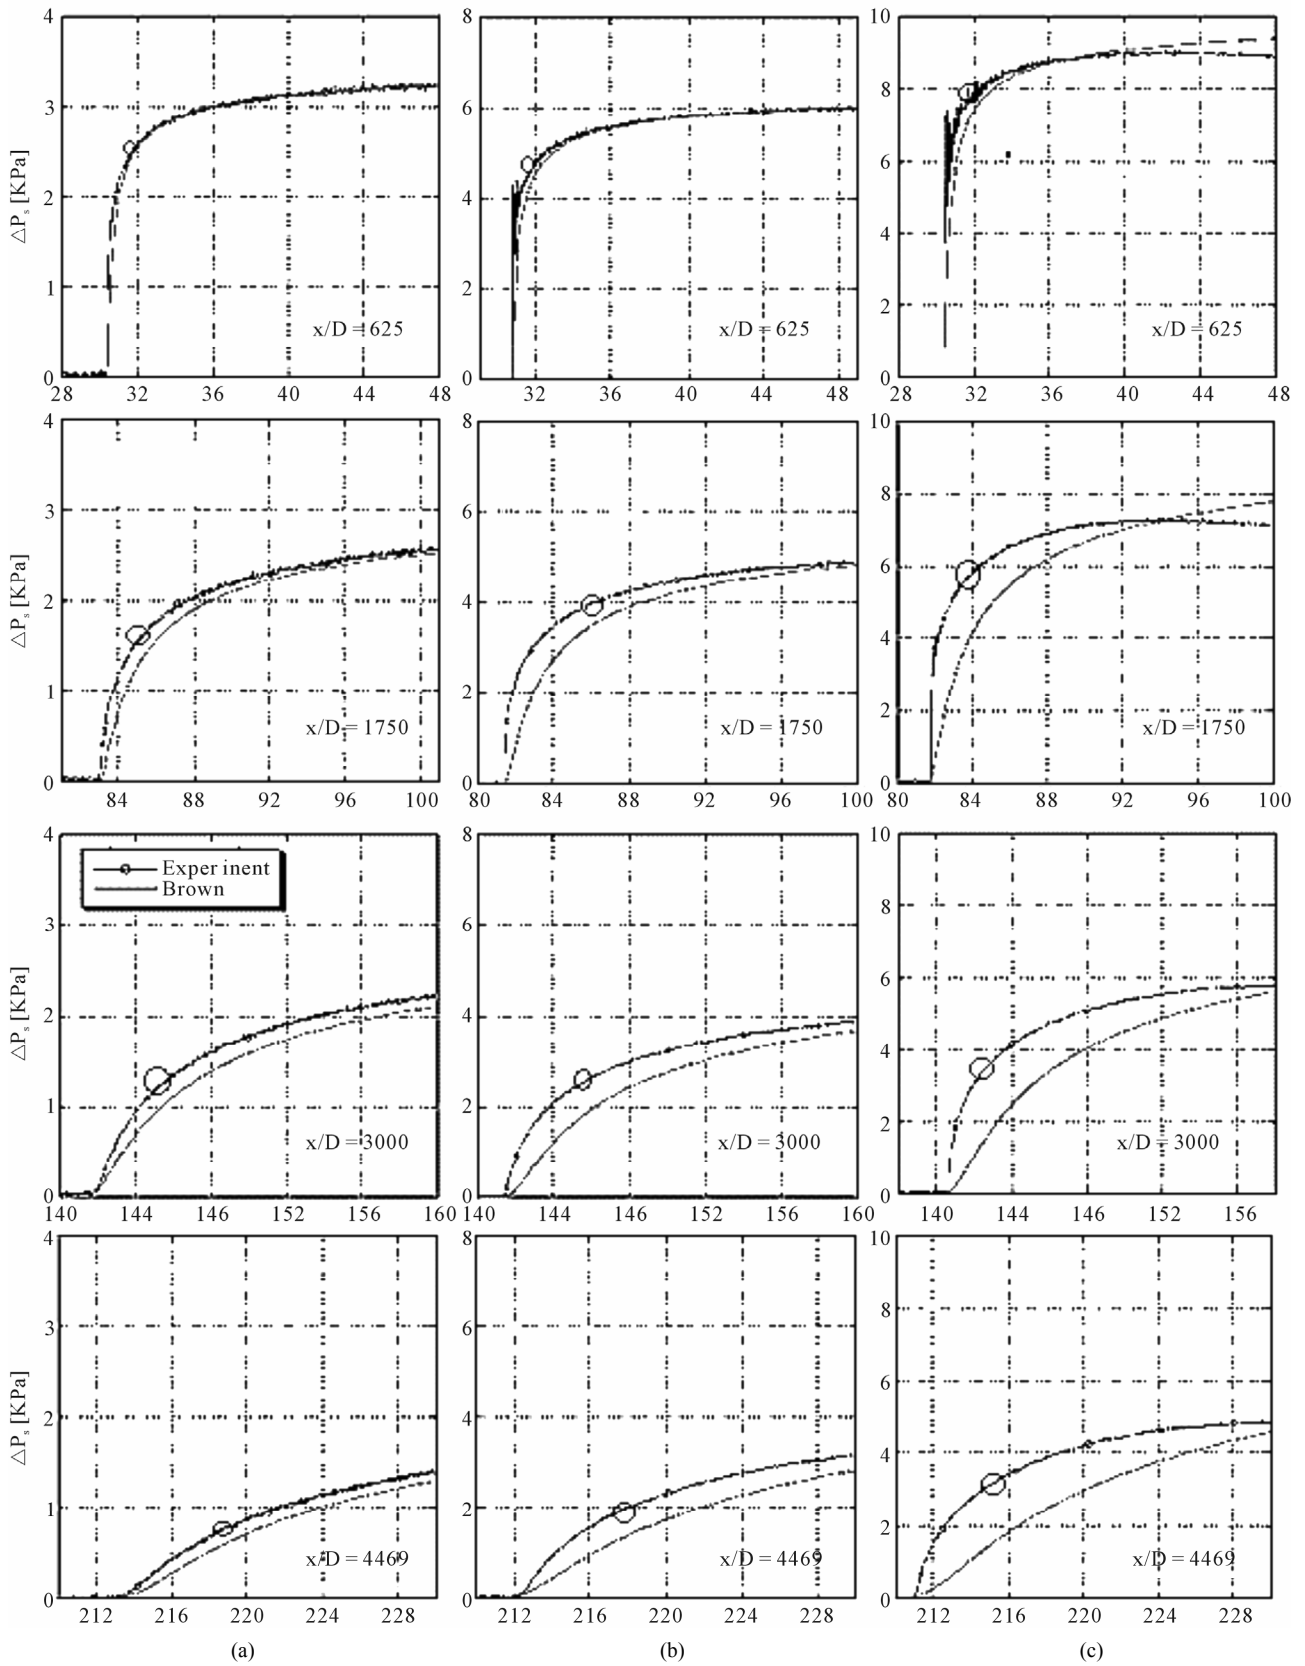 4 8 10
3 6 8
6
△Pₛ [KPa] 2 4
4
1 2
2
x/D = 625 x/D = 625 x/D = 625
0 0 0
28 32 36 40 44 48 32 36 40 44 48 28 32 36 40 44 48
4 8 10
3 6 8
6
△Pₛ [KPa] 2 4
4
1 2
2
x/D = 1750 x/D = 1750 x/D = 1750
0 0 0
84 88 92 96 100 80 84 88 92 96 100 80 84 88 92 96 100
4 8 10
Exper inent
Brown
3 6 8
6
△Pₛ [KPa] 2 4
4
1 2
2
x/D = 3000 x/D = 3000 x/D = 3000
0 0 0
140 144 146 152 156 160 140 144 146 152 156 160 140 144 146 152 156
4 8 10
3 6 8
6
△Pₛ [KPa] 2 4
4
1 2
2
x/D = 4469 x/D = 4469 x/D = 4469
0 0 0
212 216 220 224 228 212 216 220 224 228 212 216 220 224 228
(a) (b) (c)